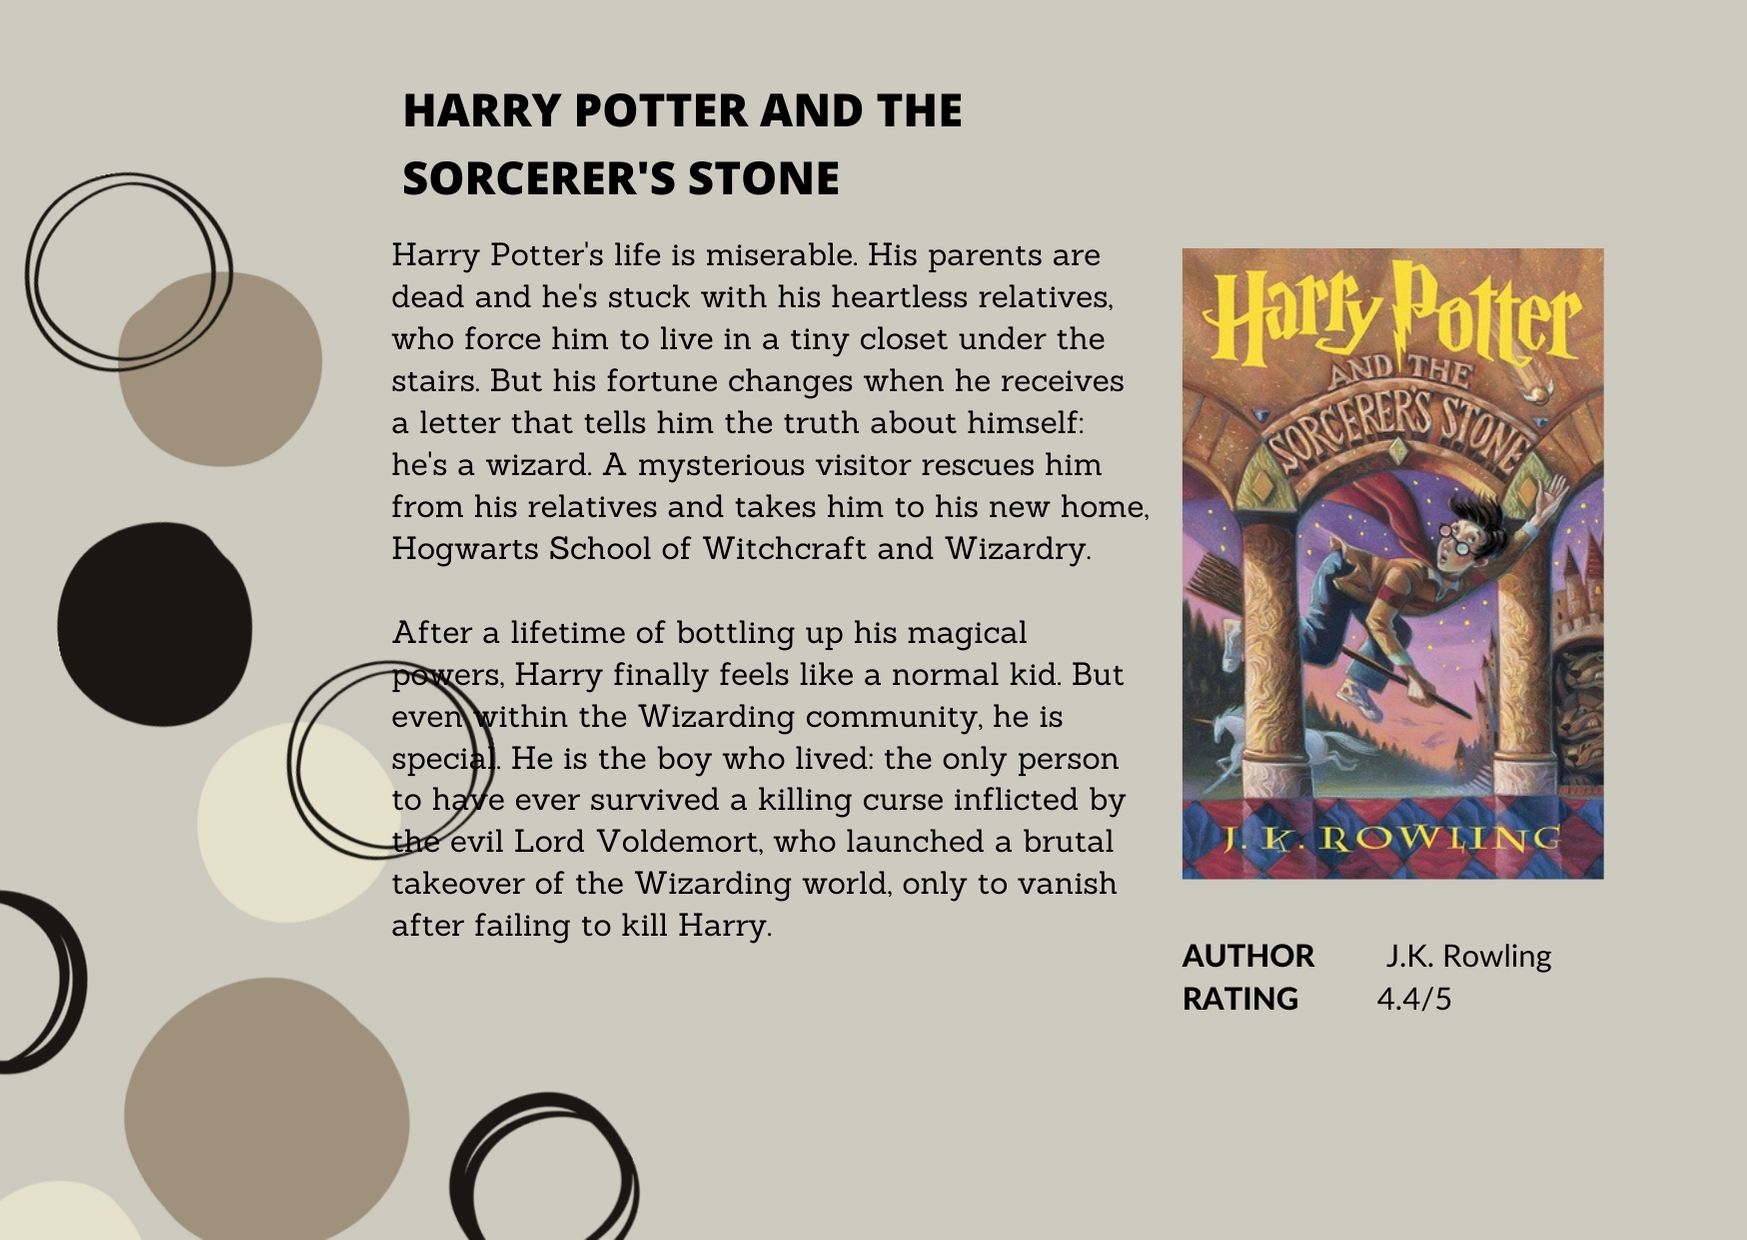 HARRY POTTER AND THE
SORCERER'S STONE
Harry Potter's life is miserable. His parents are
dead and he's stuck with his heartless relatives,
who force him to live in a tiny closet under the
stairs. But his fortune changes when he receives
a letter that tells him the truth about himself:
he's a wizard. A mysterious visitor rescues him
from his relatives and takes him to his new home,
Hogwarts School of Witchcraft and Wizardry.
After a lifetime of bottling up his magical
powers, Harry finally feels like a normal kid. But
even within the Wizarding community, he is
special. He is the boy who lived: the only person
to have ever survived a killing curse inflicted by
the evil Lord Voldemort, who launched a brutal
takeover of the Wizarding world, only to vanish
after failing to kill Harry.
Harry Potter
AND THE
SORCERER'S STONE
J. K. ROWLING
AUTHOR J.K. Rowling
RATING 4.4/5